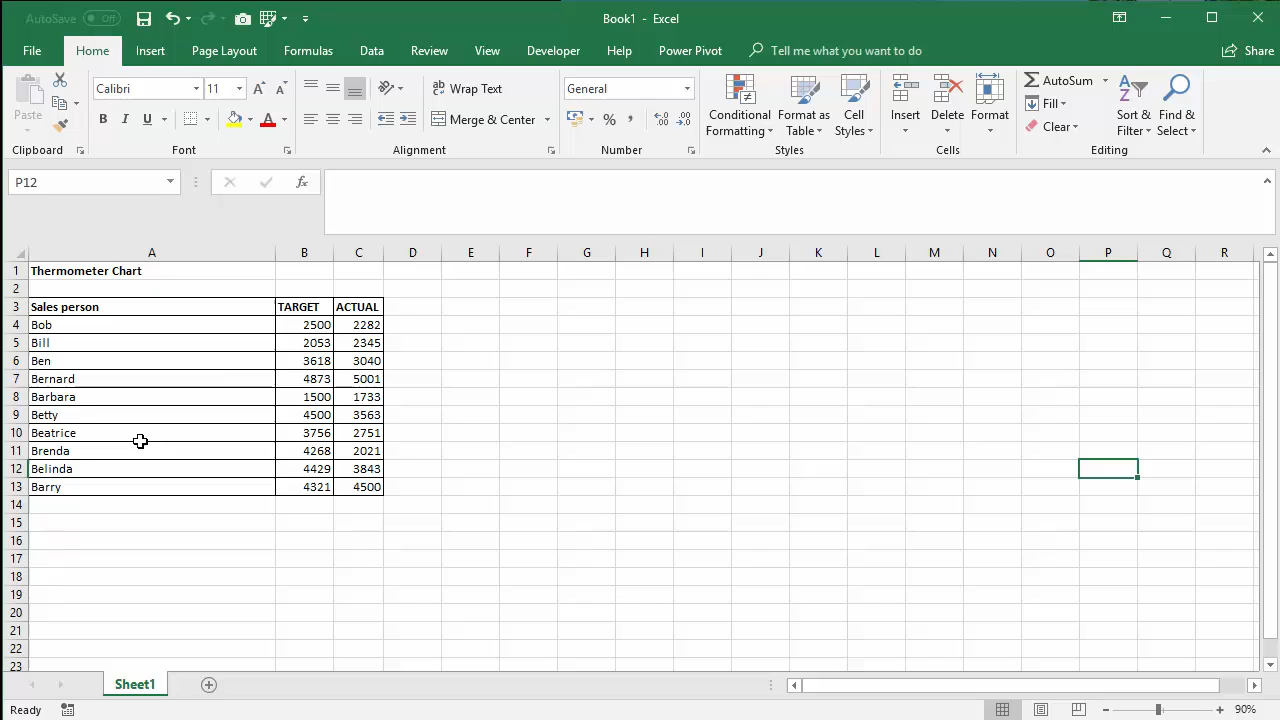 AutoSave Off Book1 - Excel
File Home Insert Page Layout Formulas Data Review View Developer Help Power Pivot Tell me what you want to do Share
Paste
Clipboard
Calibri 11
B I U
Font
Wrap Text
Merge & Center
Alignment
General
%
Number
Conditional Formatting
Format as Table
Cell Styles
Styles
Insert
Delete
Format
Cells
AutoSum
Fill
Clear
Sort & Filter
Find & Select
Editing
P12
fx
A B C D E F G H I J K L M N O P Q R
1 Thermometer Chart
2
3 Sales person TARGET ACTUAL
4 Bob 2500 2282
5 Bill 2053 2345
6 Ben 3618 3040
7 Bernard 4873 5001
8 Barbara 1500 1733
9 Betty 4500 3563
10 Beatrice 3756 2751
11 Brenda 4268 2021
12 Belinda 4429 3843
13 Barry 4321 4500
14
15
16
17
18
19
20
21
22
23
Sheet1
Ready 90%